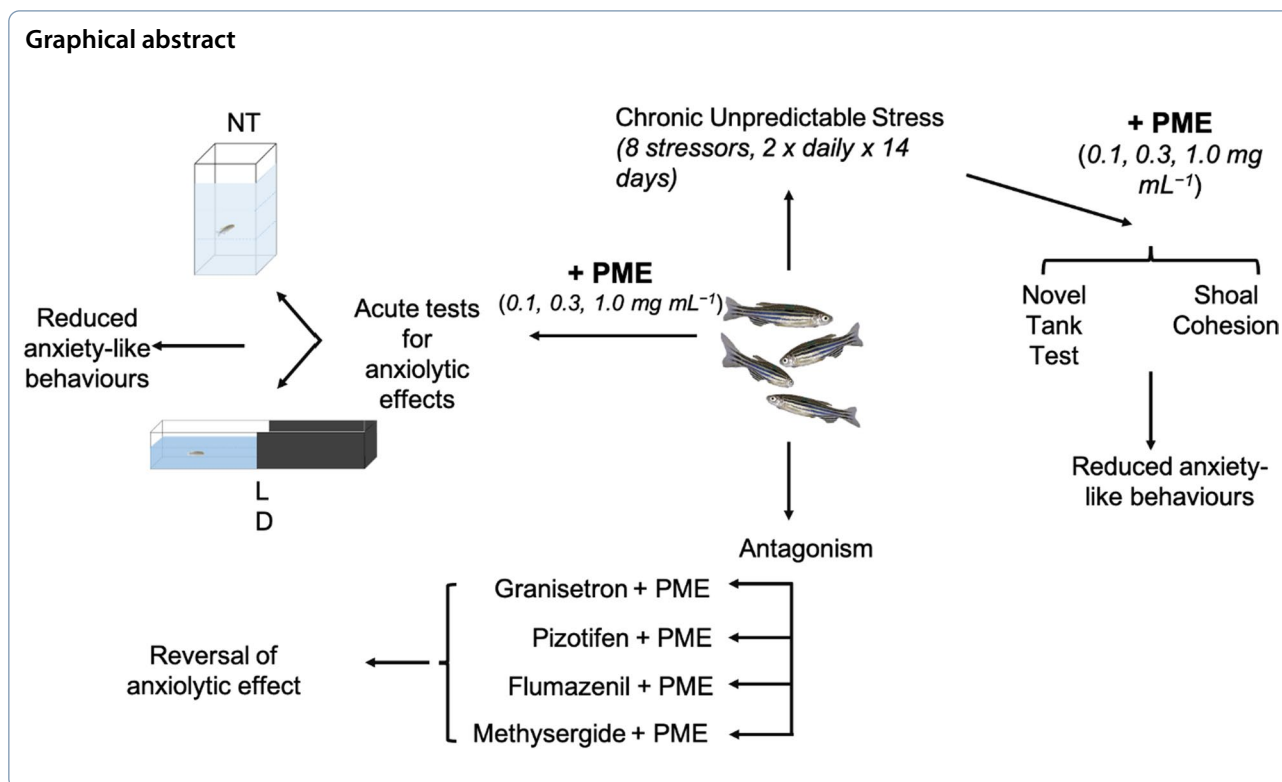 Graphical abstract
NT
Chronic Unpredictable Stress
(8 stressors, 2 x daily x 14
days)
+ PME
(0.1, 0.3, 1.0 mg
mL⁻¹)
+ PME
(0.1, 0.3, 1.0 mg mL⁻¹)
Acute tests
for
anxiolytic
effects
Reduced
anxiety-like
behaviours
L
D
Novel
Tank
Test
Shoal
Cohesion
Reduced anxiety-
like behaviours
Antagonism
Granisetron + PME
Pizotifen + PME
Flumazenil + PME
Methysergide + PME
Reversal of
anxiolytic effect